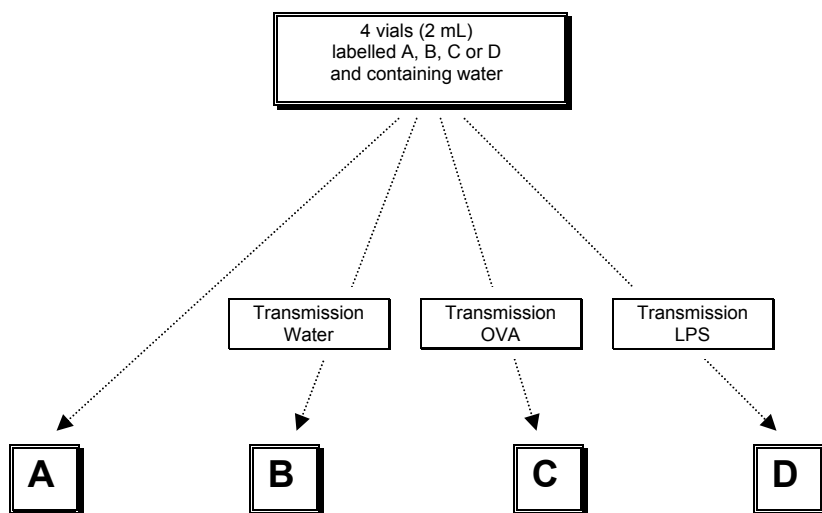 4 vials (2 mL)
labelled A, B, C or D
and containing water
Transmission
Water
Transmission
OVA
Transmission
LPS
A
B
C
D